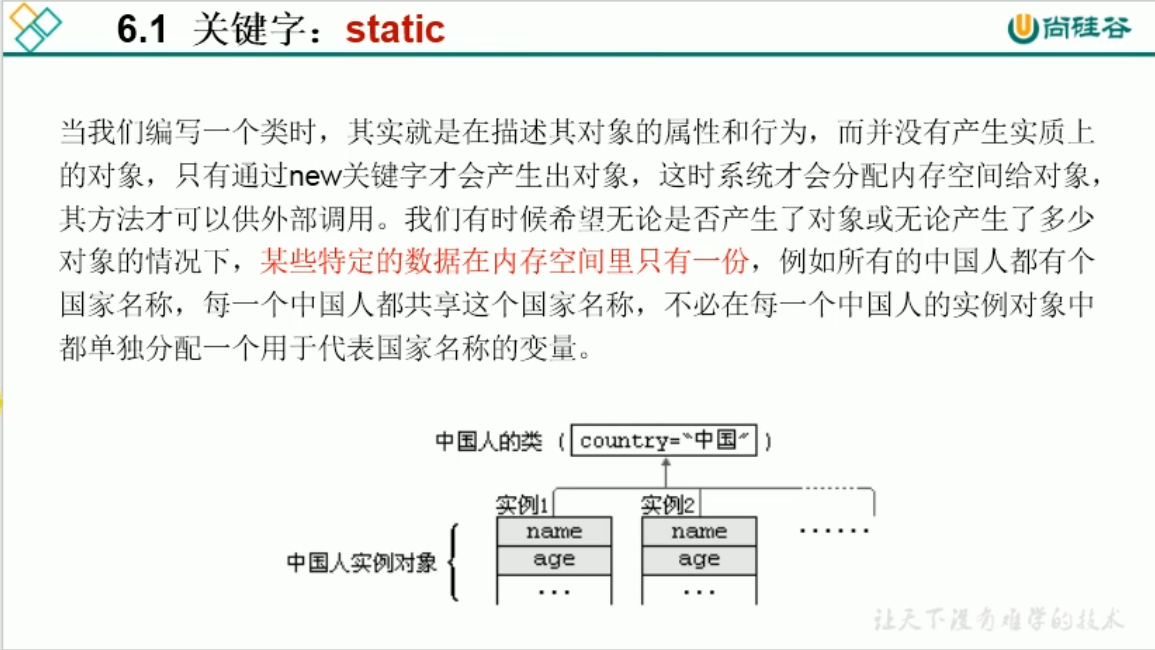 6.1 关键字：static
尚硅谷
当我们编写一个类时，其实就是在描述其对象的属性和行为，而并没有产生实质上
的对象，只有通过new关键字才会产生出对象，这时系统才会分配内存空间给对象，
其方法才可以供外部调用。我们有时候希望无论是否产生了对象或无论产生了多少
对象的情况下，某些特定的数据在内存空间里只有一份，例如所有的中国人都有个
国家名称，每一个中国人都共享这个国家名称，不必在每一个中国人的实例对象中
都单独分配一个用于代表国家名称的变量。
中国人的类（country=“中国”）
实例1 实例2 ······
name name ······
中国人实例对象 age age
··· ···
让天下没有难学的技术